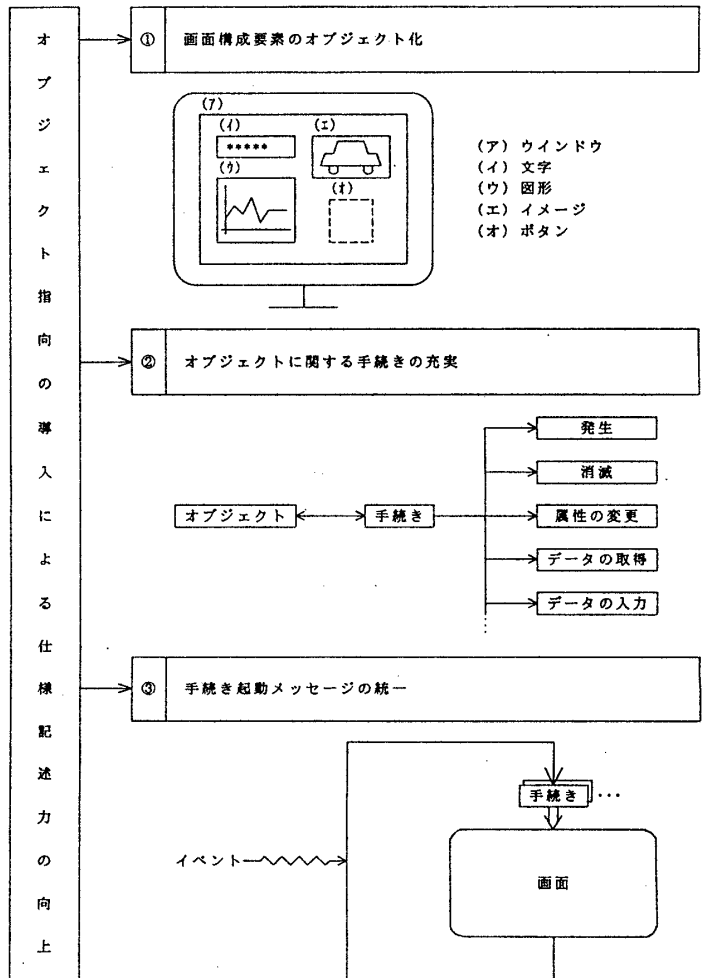 オブジェクト指向の導入による仕様記述力の向上
① 画面構成要素のオブジェクト化
(ア)
(イ)
(エ)
*****
(ウ)
(オ)
(ア) ウインドウ
(イ) 文字
(ウ)図形
(エ) イメージ
(オ) ボタン
② オブジェクトに関する手続きの充実
発生
消滅
オブジェクト
手続き
属性の変更
データの取得
データの入力
③ 手続き起動メッセージの統一
手続き ···
イベント
画面